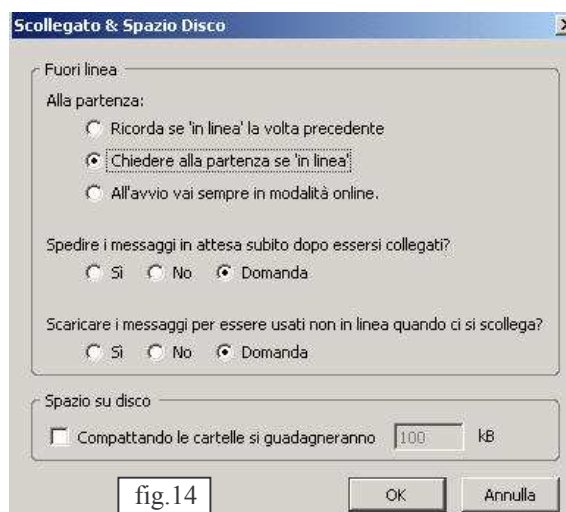 Scollegato & Spazio Disco
Fuori linea
Alla partenza:
Ricorda se 'in linea' la volta precedente
Chiedere alla partenza se 'in linea'
All'avvio vai sempre in modalità online.
Spedire i messaggi in attesa subito dopo essersi collegati?
Sì No Domanda
Scaricare i messaggi per essere usati non in linea quando ci si scollega?
Sì No Domanda
Spazio su disco
Compattando le cartelle si guadagneranno 100 kB
fig.14 OK Annulla